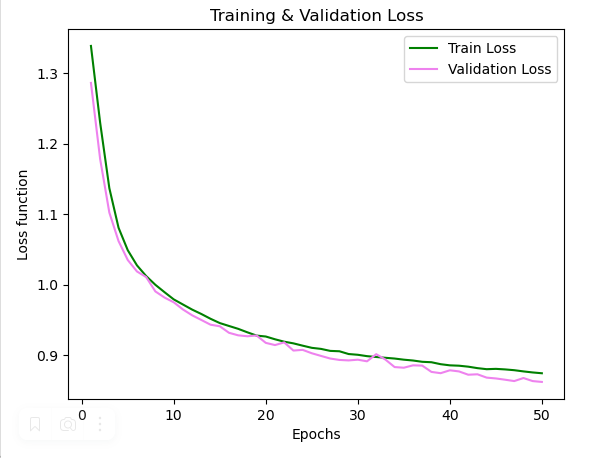 Training & Validation Loss
Train Loss
Validation Loss
1.3
1.2
1.1
1.0
0.9
Loss function
0 10 20 30 40 50
Epochs